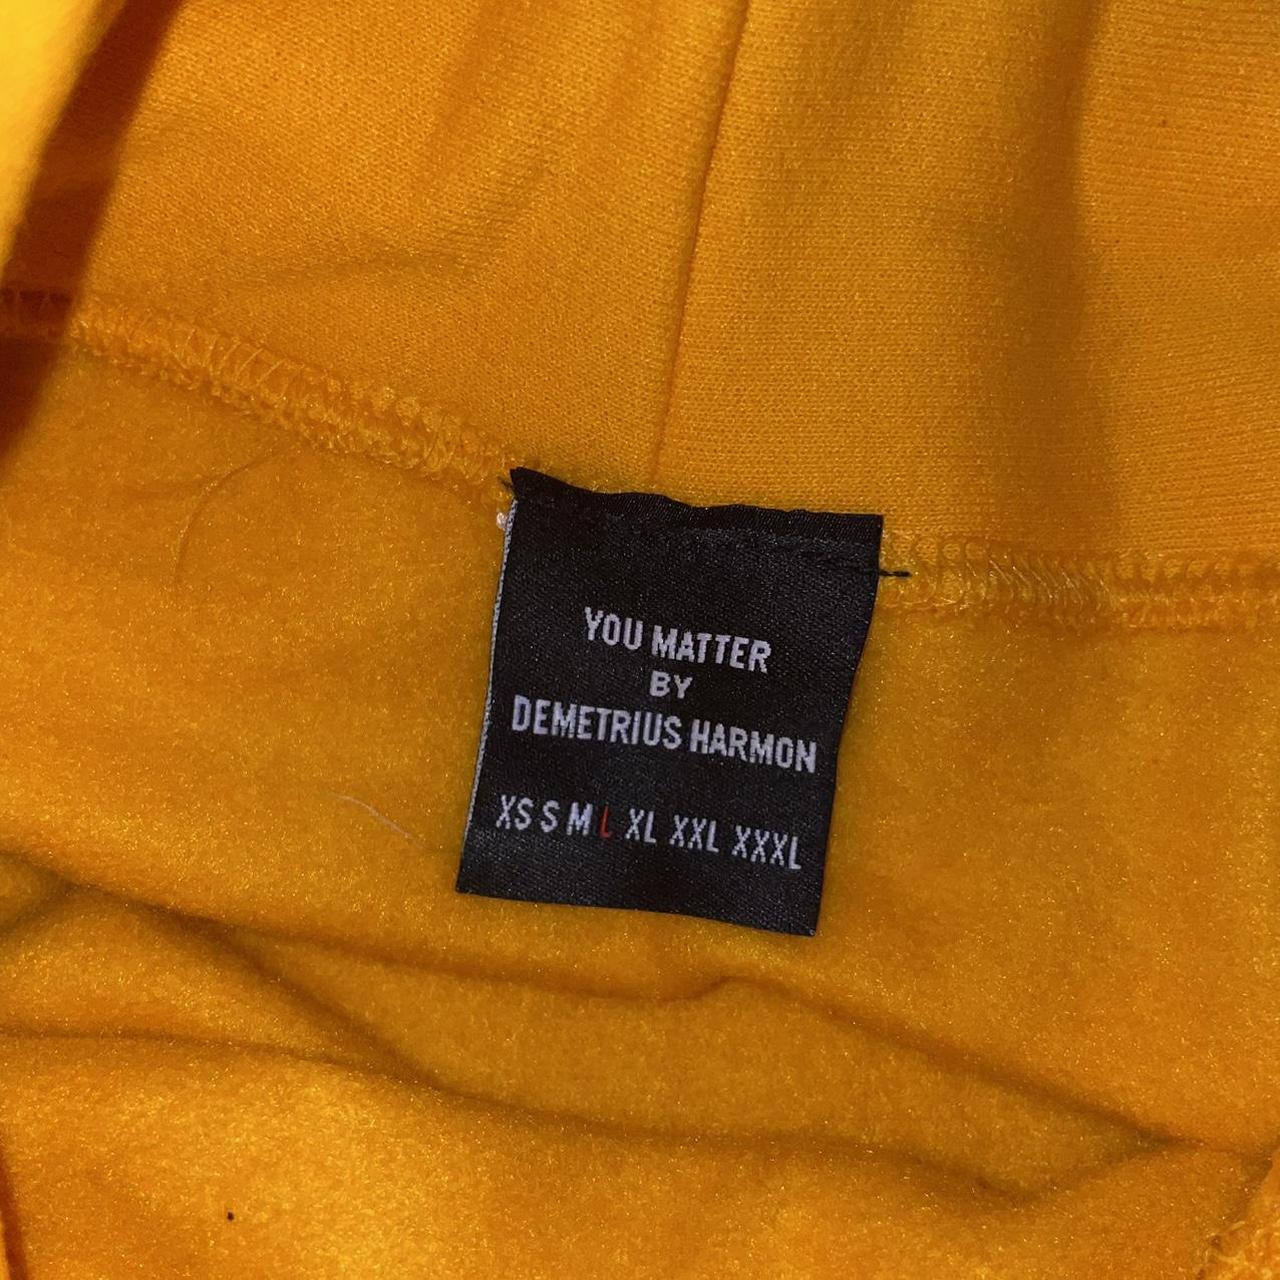 YOU MATTER
BY
DEMETRIUS HARMON
XS S M L XL XXL XXXL